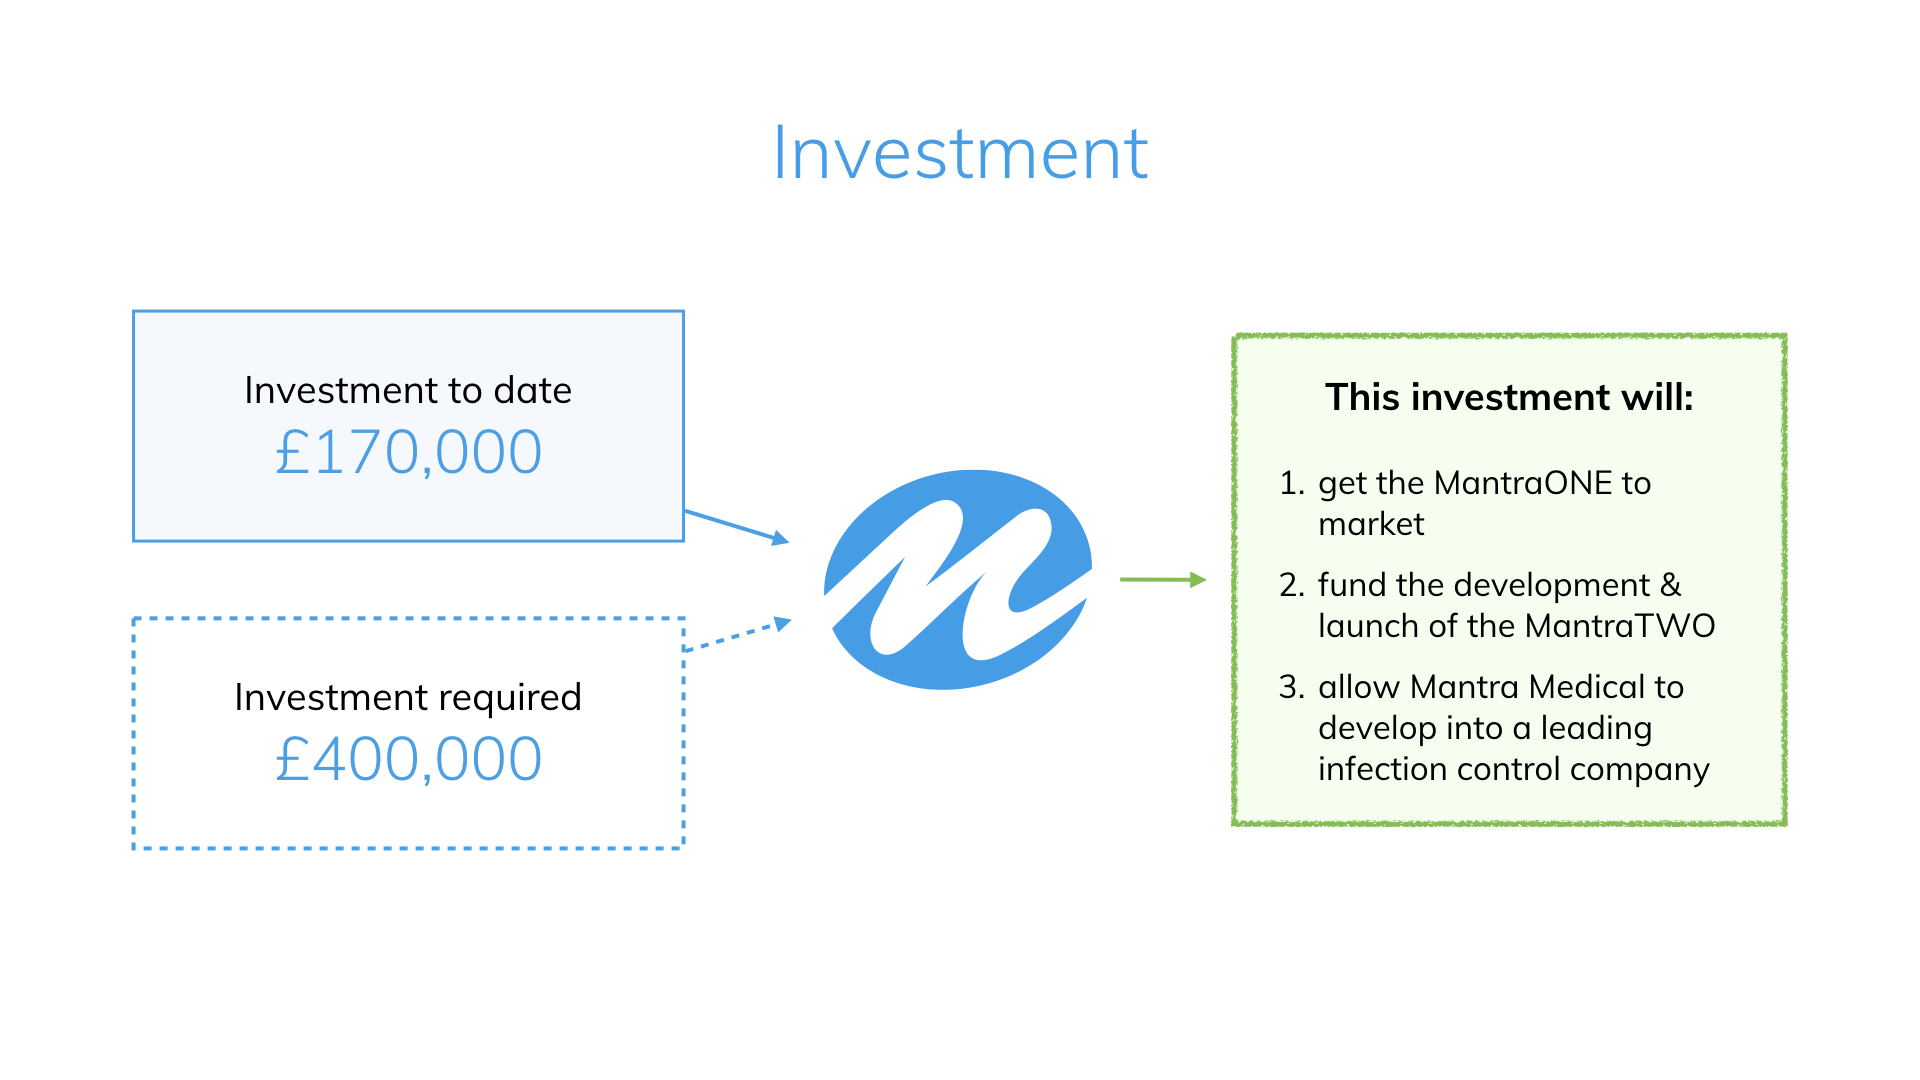 Investment
Investment to date
£170,000
Investment required
£400,000
This investment will:
1. get the MantraONE to
market
2. fund the development &
launch of the MantraTWO
3. allow Mantra Medical to
develop into a leading
infection control company